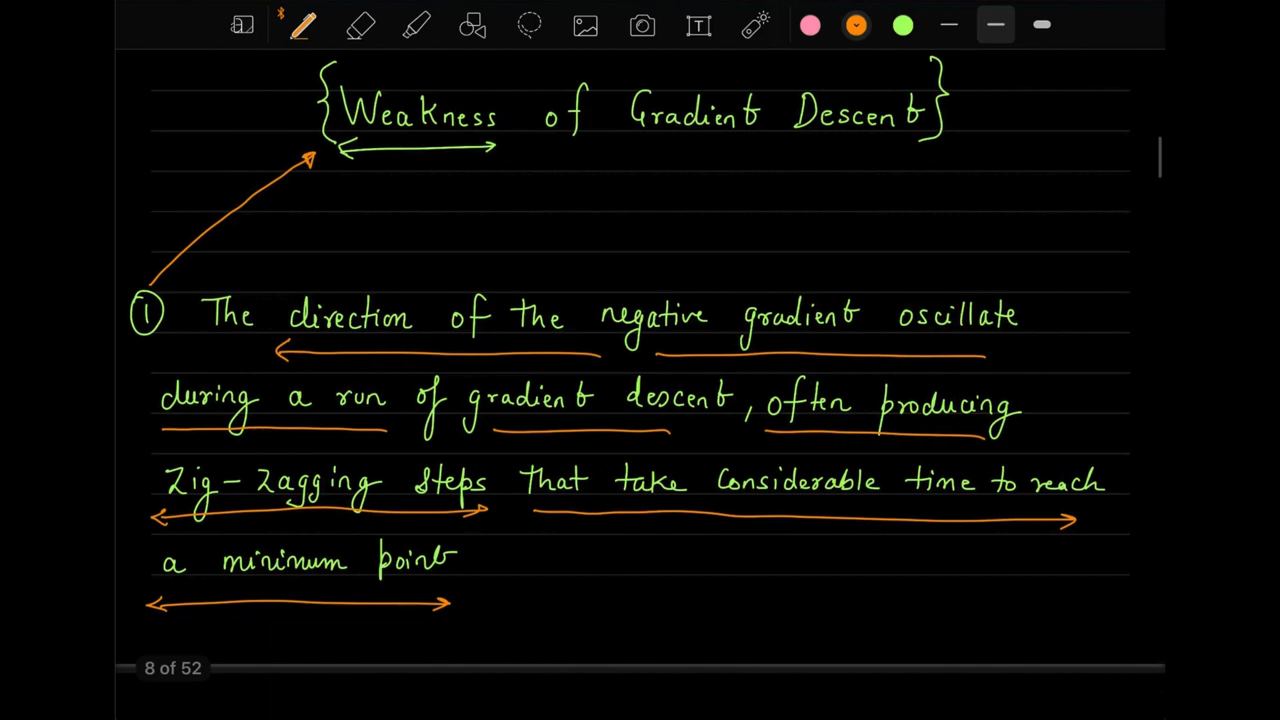 T
{Weakness of Gradient Descent}
① The direction of the negative gradient oscillate
during a run of gradient descent, often producing
Zig-Zagging steps that take considerable time to reach
a minimum point
8 of 52